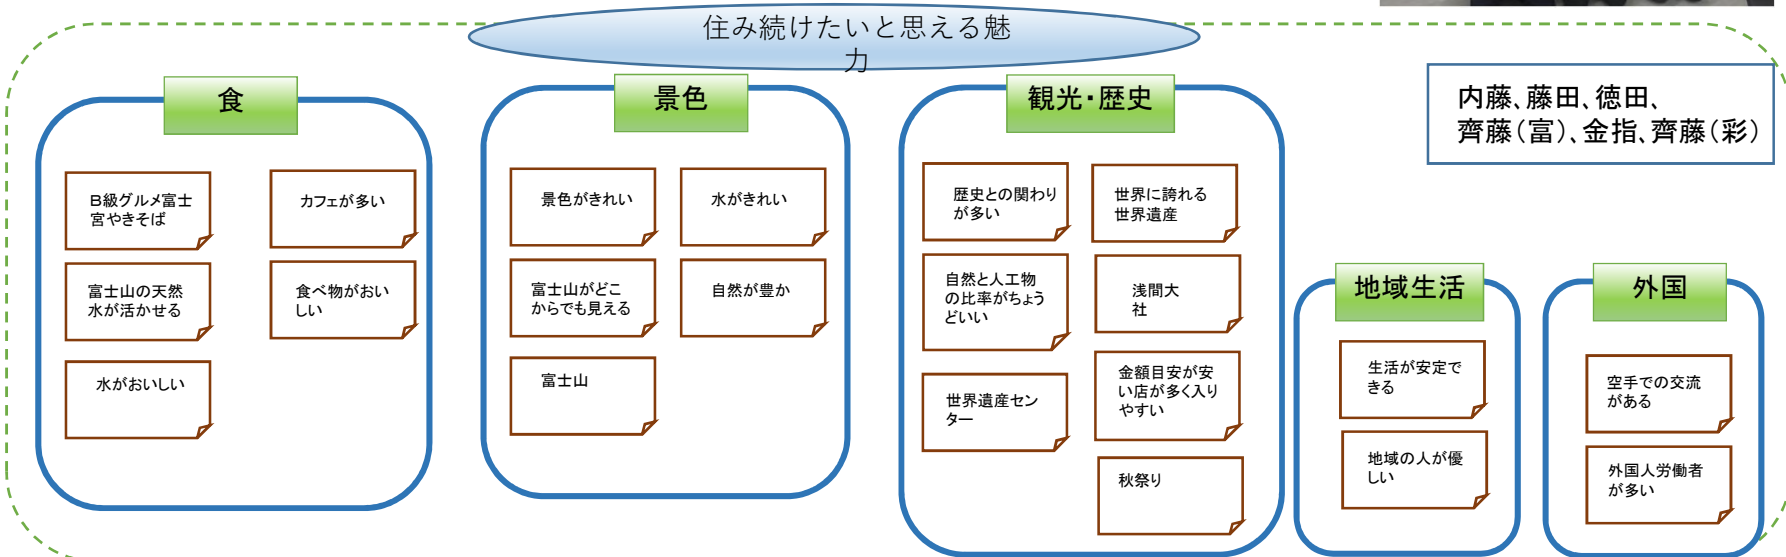 住み続けたいと思える魅
力
食
B級グルメ富士
宮やきそば
カフェが多い
富士山の天然
水が活かせる
食べ物がおい
しい
水がおいしい
景色
景色がきれい
水がきれい
富士山がどこ
からでも見える
自然が豊か
富士山
観光・歴史
歴史との関わり
が多い
世界に誇れる
世界遺産
自然と人工物
の比率がちょう
どいい
浅間大
社
世界遺産セン
ター
金額目安が安
い店が多く入り
やすい
秋祭り
内藤、藤田、徳田、
齊藤（富）、金指、齊藤（彩）
地域生活
生活が安定で
きる
地域の人が優
しい
外国
空手での交流
がある
外国人労働者
が多い